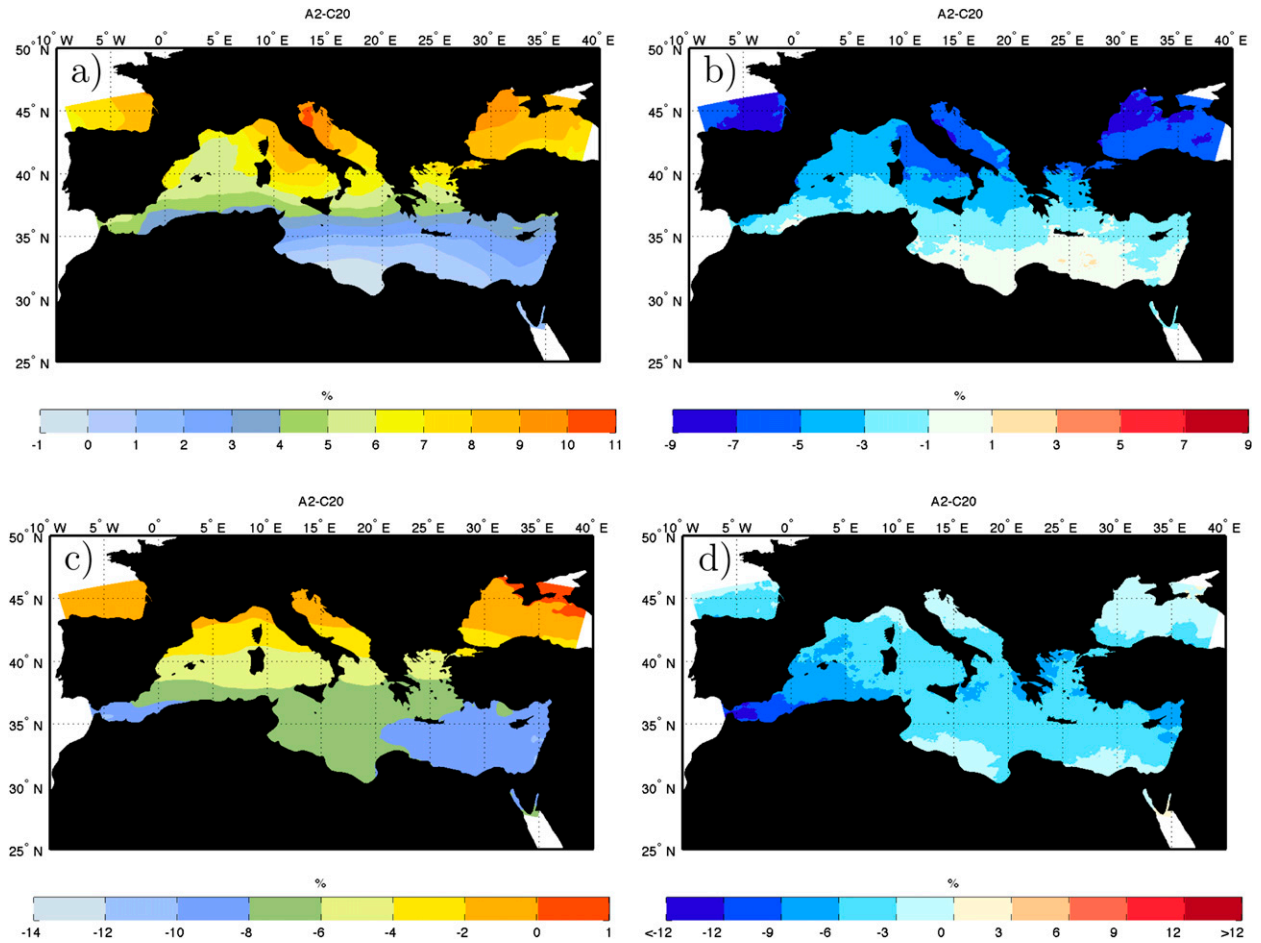 A2-C20
10° W 5° W 0° 5° E 10° E 15° E 20° E 25° E 30° E 35° E 40° E
50° N
a)
45° N
40° N
35° N
30° N
25° N
%
-1 0 1 2 3 4 5 6 7 8 9 10 11
A2-C20
10° W 5° W 0° 5° E 10° E 15° E 20° E 25° E 30° E 35° E 40° E
50° N
b)
45° N
40° N
35° N
30° N
25° N
%
-9 -7 -5 -3 -1 1 3 5 7 9
A2-C20
10° W 5° W 0° 5° E 10° E 15° E 20° E 25° E 30° E 35° E 40° E
50° N
c)
45° N
40° N
35° N
30° N
25° N
%
-14 -12 -10 -8 -6 -4 -2 0 1
A2-C20
10° W 5° W 0° 5° E 10° E 15° E 20° E 25° E 30° E 35° E 40° E
50° N
d)
45° N
40° N
35° N
30° N
25° N
%
<-12 -12 -9 -6 -3 0 3 6 9 12 >12